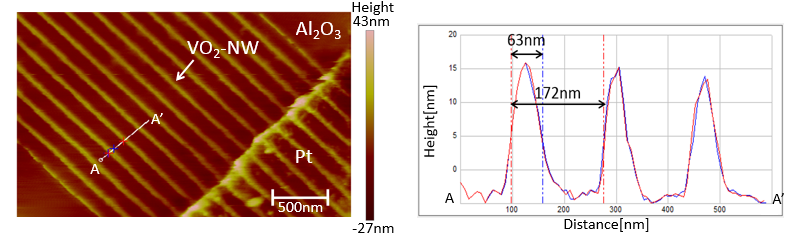 Height
43nm
Al2O3
VO2-NW
A'
A
Pt
500nm
-27nm
20
15
10
5
0
Height[nm]
63nm
172nm
A
A'
100
200
300
400
500
Distance[nm]